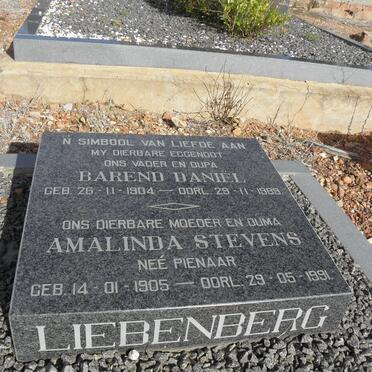 'N SIMBOOL VAN LIEFDE AAN
MY DIERBARE EGGENOOT
ONS VADER EN OUPA
BAREND DANIËL
GEB. 26-11-1904 — OORL. 29-11-1989
ONS DIERBARE MOEDER EN OUMA
AMALINDA STEVENS
NEÉ PIENAAR
GEB. 14-01-1905 — OORL. 29-05-1991.
LIEBENBERG